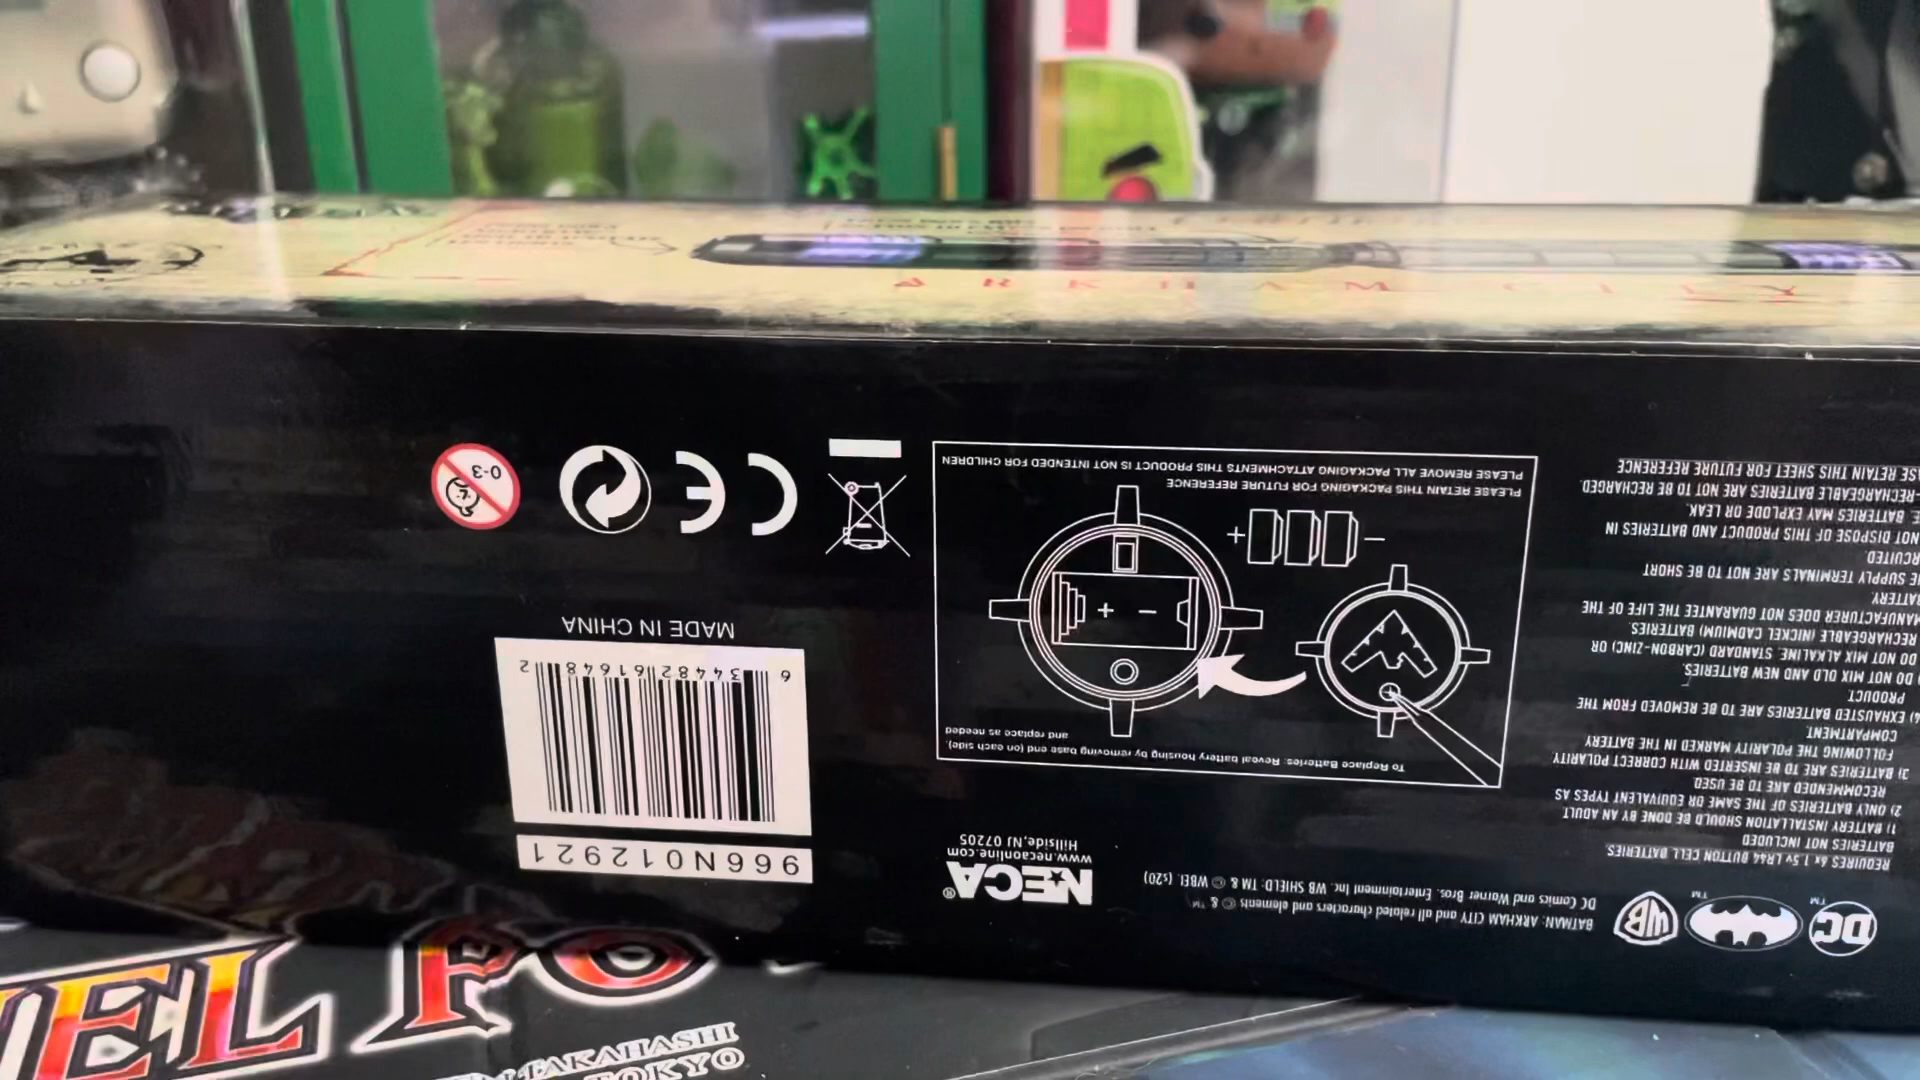 DC™
™
WB
BATMAN: ARKHAM CITY and all related characters and elements © & ™
DC Comics and Warner Bros. Entertainment Inc. WB SHIELD: TM & © WBEI. (s20)
NECA®
www.necaonline.com
Hillside, NJ 07205
966N012921
REQUIRES 6x 1.5v LR44 BUTTON CELL BATTERIES
BATTERIES NOT INCLUDED
1) BATTERY INSTALLATION SHOULD BE DONE BY AN ADULT
2) ONLY BATTERIES OF THE SAME OR EQUIVALENT TYPES AS
RECOMMENDED ARE TO BE USED
3) BATTERIES ARE TO BE INSERTED WITH CORRECT POLARITY
FOLLOWING THE POLARITY MARKED IN THE BATTERY
COMPARTMENT
4) EXHAUSTED BATTERIES ARE TO BE REMOVED FROM THE
PRODUCT
DO NOT MIX OLD AND NEW BATTERIES.
DO NOT MIX ALKALINE, STANDARD (CARBON-ZINC) OR
RECHARGEABLE (NICKEL CADMIUM) BATTERIES.
DOES NOT GUARANTEE THE LIFE OF THE
BATTERY.
SUPPLY TERMINALS ARE NOT TO BE SHORT
NOT DISPOSE OF THIS PRODUCT AND BATTERIES IN
BATTERIES MAY EXPLODE OR LEAK.
RECHARGEABLE BATTERIES ARE NOT TO BE RECHARGED.
RETAIN THIS SHEET FOR FUTURE REFERENCE
To Replace Batteries: Reveal battery housing by removing base end (on each side),
and replace as needed
+ −
− +
PLEASE RETAIN THIS PACKAGING FOR FUTURE REFERENCE
PLEASE REMOVE ALL PACKAGING ATTACHMENTS THIS PRODUCT IS NOT INTENDED FOR CHILDREN
6 34482 61648 2
MADE IN CHINA
CE
0-3
ARKHAM CITY
EL PO
TAKAHASHI
TOKYO